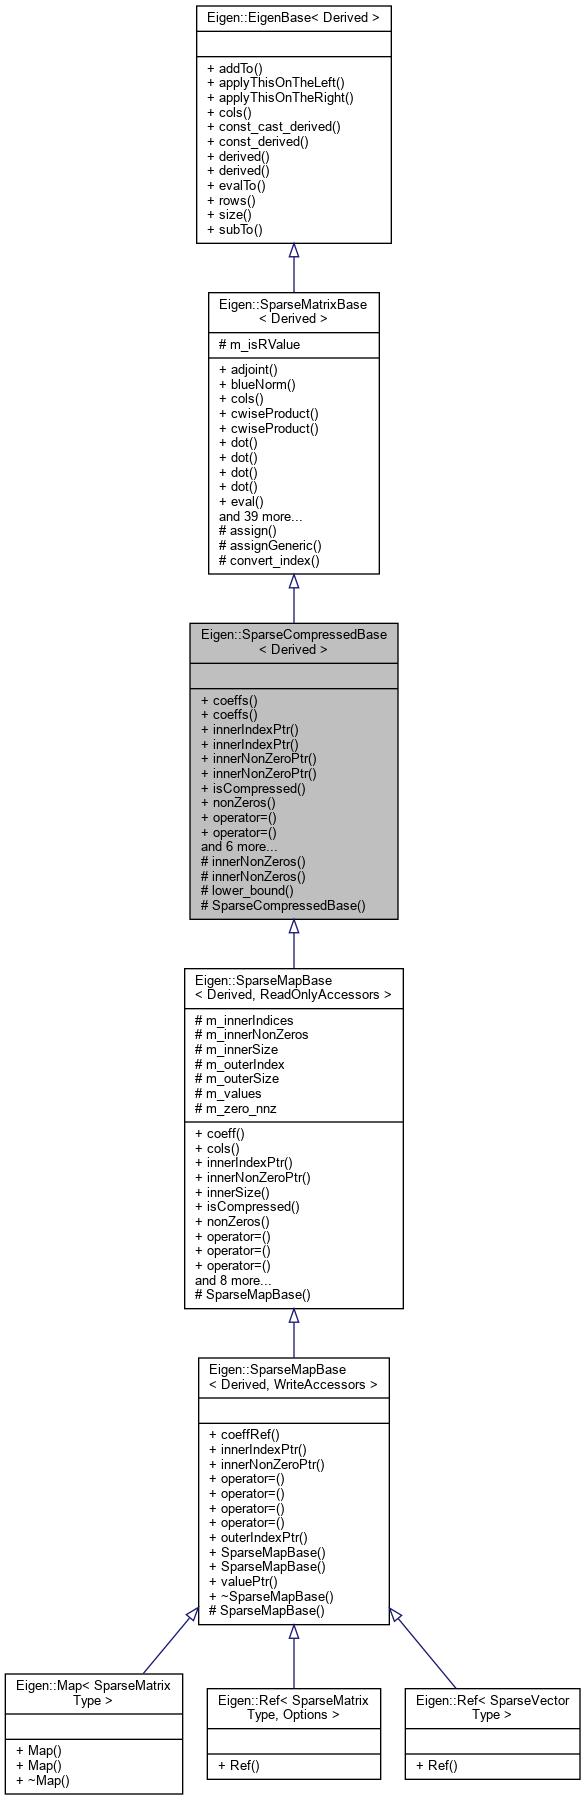 Eigen::EigenBase< Derived >
+ addTo()
+ applyThisOnTheLeft()
+ applyThisOnTheRight()
+ cols()
+ const_cast_derived()
+ const_derived()
+ derived()
+ derived()
+ evalTo()
+ rows()
+ size()
+ subTo()
Eigen::SparseMatrixBase
< Derived >
# m_isRValue
+ adjoint()
+ blueNorm()
+ cols()
+ cwiseProduct()
+ cwiseProduct()
+ dot()
+ dot()
+ dot()
+ dot()
+ eval()
and 39 more...
# assign()
# assignGeneric()
# convert_index()
Eigen::SparseCompressedBase
< Derived >
+ coeffs()
+ coeffs()
+ innerIndexPtr()
+ innerIndexPtr()
+ innerNonZeroPtr()
+ innerNonZeroPtr()
+ isCompressed()
+ nonZeros()
+ operator=()
+ operator=()
and 6 more...
# innerNonZeros()
# innerNonZeros()
# lower_bound()
# SparseCompressedBase()
Eigen::SparseMapBase
< Derived, ReadOnlyAccessors >
# m_innerIndices
# m_innerNonZeros
# m_innerSize
# m_outerIndex
# m_outerSize
# m_values
# m_zero_nnz
+ coeff()
+ cols()
+ innerIndexPtr()
+ innerNonZeroPtr()
+ innerSize()
+ isCompressed()
+ nonZeros()
+ operator=()
+ operator=()
+ operator=()
and 8 more...
# SparseMapBase()
Eigen::SparseMapBase
< Derived, WriteAccessors >
+ coeffRef()
+ innerIndexPtr()
+ innerNonZeroPtr()
+ operator=()
+ operator=()
+ operator=()
+ operator=()
+ outerIndexPtr()
+ SparseMapBase()
+ SparseMapBase()
+ valuePtr()
+ ~SparseMapBase()
# SparseMapBase()
Eigen::Map< SparseMatrix
Type >
+ Map()
+ Map()
+ ~Map()
Eigen::Ref< SparseMatrix
Type, Options >
+ Ref()
Eigen::Ref< SparseVector
Type >
+ Ref()